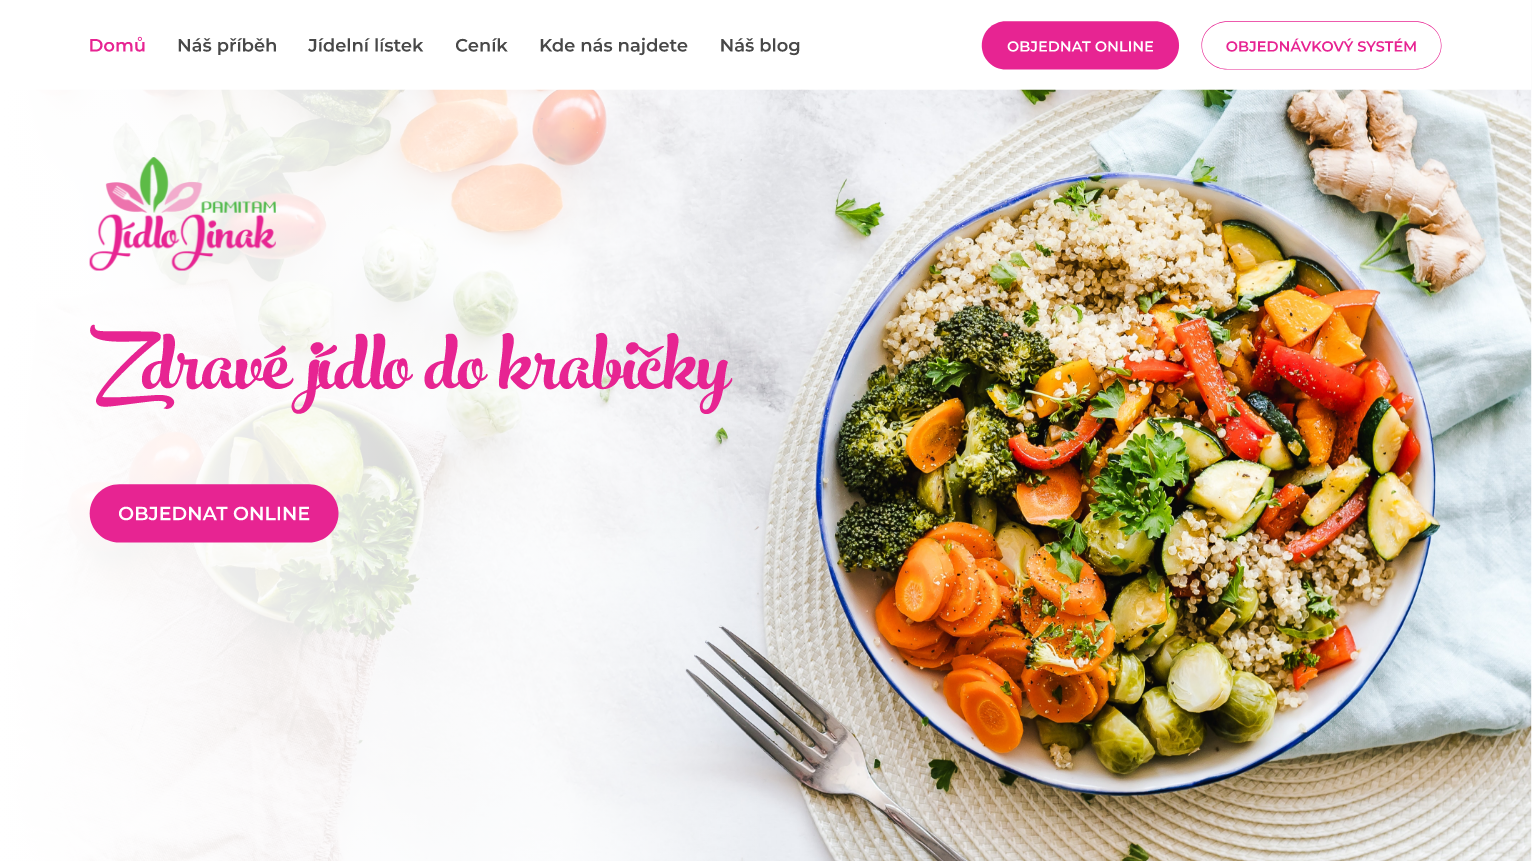 Domů Náš příběh Jídelní lístek Ceník Kde nás najdete Náš blog OBJEDNAT ONLINE OBJEDNÁVKOVÝ SYSTÉM
PAMITAM
Jídlo Jinak
Zdravé jídlo do krabičky
OBJEDNAT ONLINE